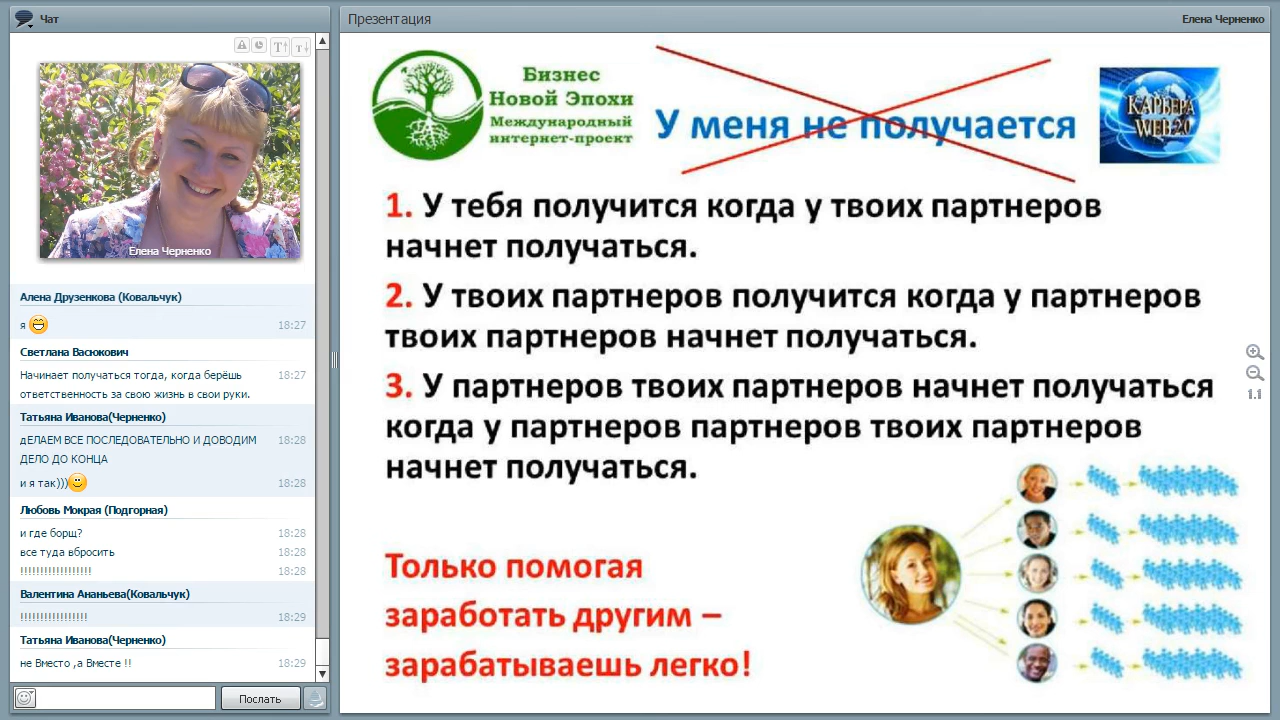 Чат
Елена Черненко
Алена Друзенкова (Ковальчук)
я 18:27
Светлана Васюкович
Начинает получаться тогда, когда берёшь 18:27
ответственность за свою жизнь в свои руки.
Татьяна Иванова(Черненко)
дЕЛАЕМ ВСЕ ПОСЛЕДОВАТЕЛЬНО И ДОВОДИМ 18:28
ДЕЛО ДО КОНЦА
и я так))) 18:28
Любовь Мокрая (Подгорная)
и где борщ? 18:28
все туда вбросить 18:28
!!!!!!!!!!!!!!!!!! 18:28
Валентина Ананьева(Ковальчук)
!!!!!!!!!!!!!!!!! 18:29
Татьяна Иванова(Черненко)
не Вместо ,а Вместе !! 18:29
Послать
Презентация
Елена Черненко
Бизнес
Новой Эпохи
Международный
интернет-проект
У меня не получается
КАРЬЕРА
WEB 2.0
1. У тебя получится когда у твоих партнеров
начнет получаться.
2. У твоих партнеров получится когда у партнеров
твоих партнеров начнет получаться.
3. У партнеров твоих партнеров начнет получаться
когда у партнеров партнеров твоих партнеров
начнет получаться.
Только помогая
заработать другим –
зарабатываешь легко!
1.1